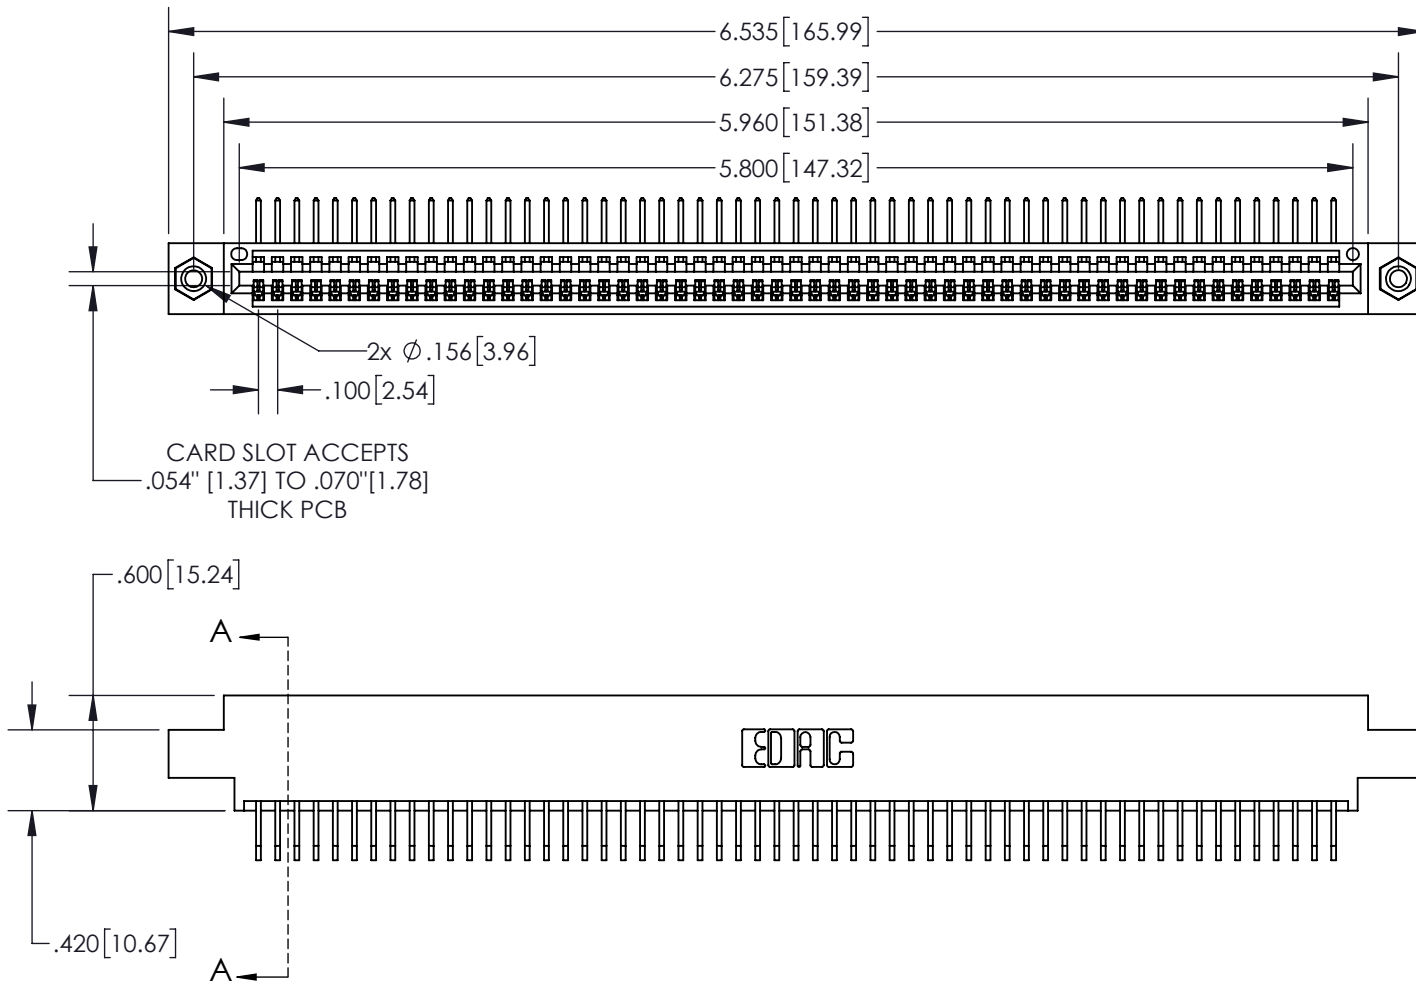 6.535[165.99]
6.275[159.39]
5.960[151.38]
5.800[147.32]
2x Ø.156[3.96]
.100[2.54]
CARD SLOT ACCEPTS
.054" [1.37] TO .070"[1.78]
THICK PCB
.600[15.24]
A
EDAC
.420[10.67]
A